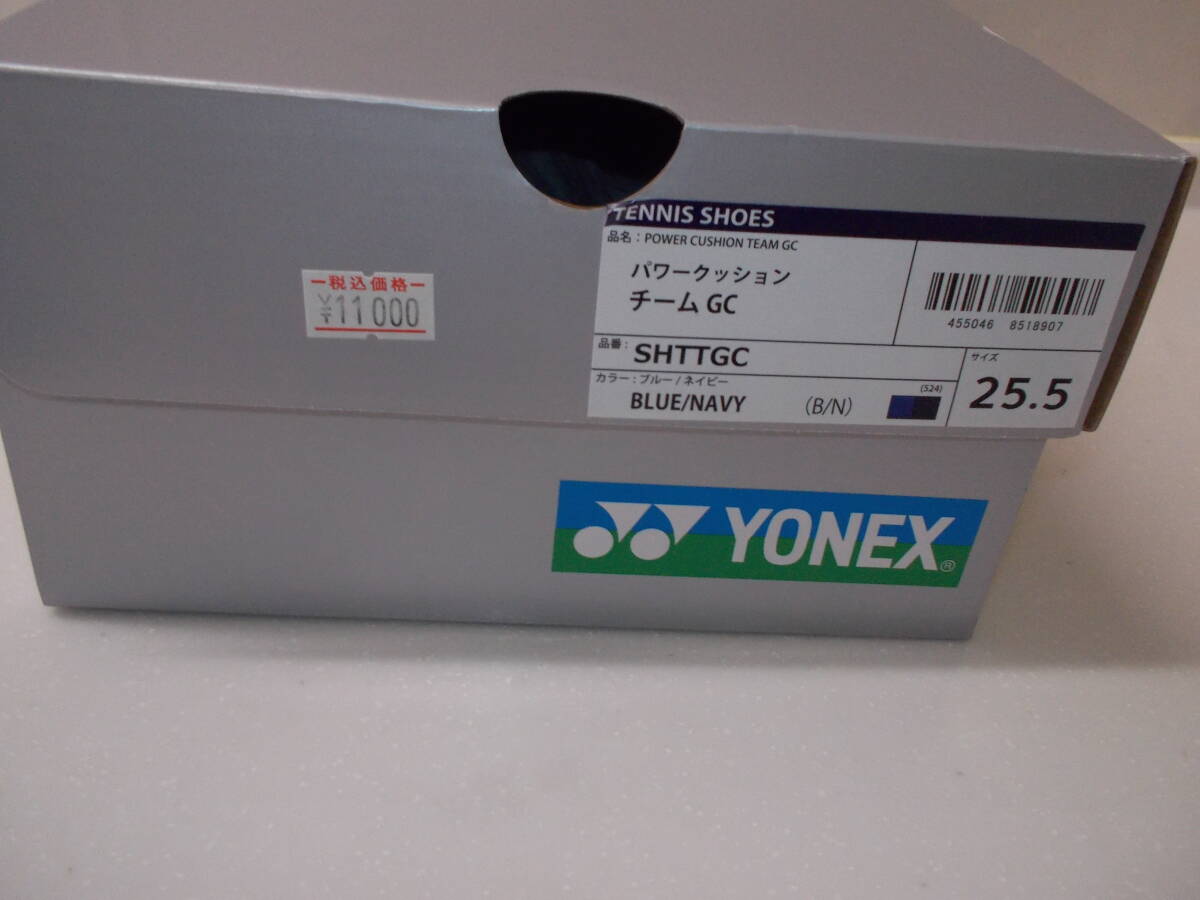 税込価格
¥11000
TENNIS SHOES
品名：POWER CUSHION TEAM GC
パワークッション
チーム GC
455046 8518907
品番： SHTTGC
カラー：ブルー / ネイビー
BLUE/NAVY (B/N) (524)
サイズ
25.5
YONEX®